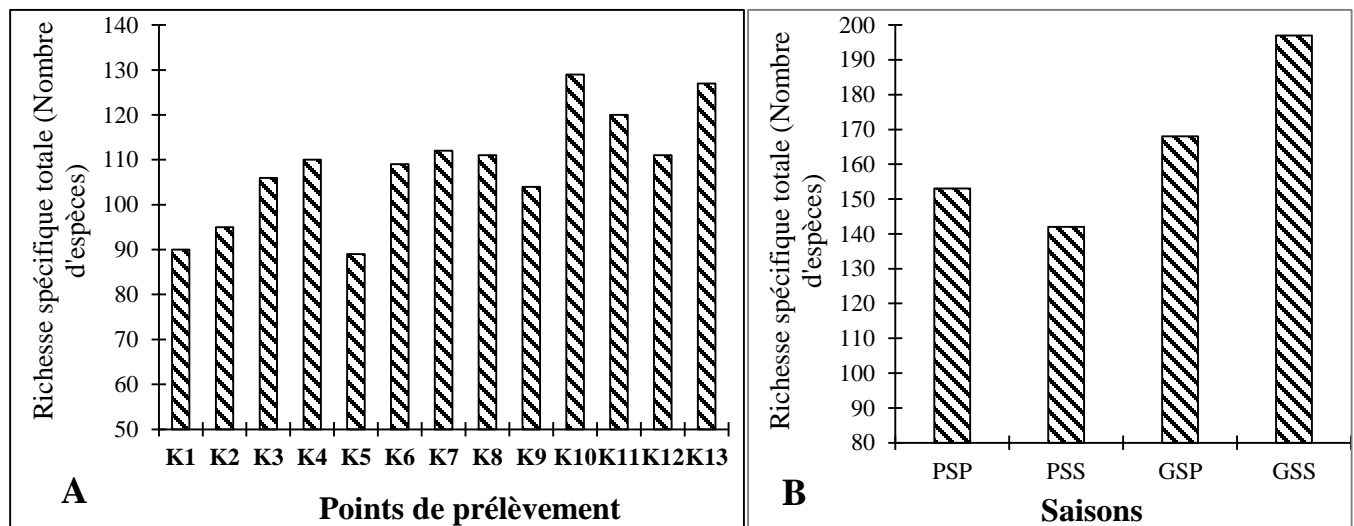 Richesse spécifique totale (Nombre
d'espèces)
140
130
120
110
100
90
80
70
60
50
K1 K2 K3 K4 K5 K6 K7 K8 K9 K10 K11 K12 K13
A
Points de prélèvement
Richesse spécifique totale (Nombre
d'espèces)
200
190
180
170
160
150
140
130
120
110
100
90
80
PSP PSS GSP GSS
B
Saisons